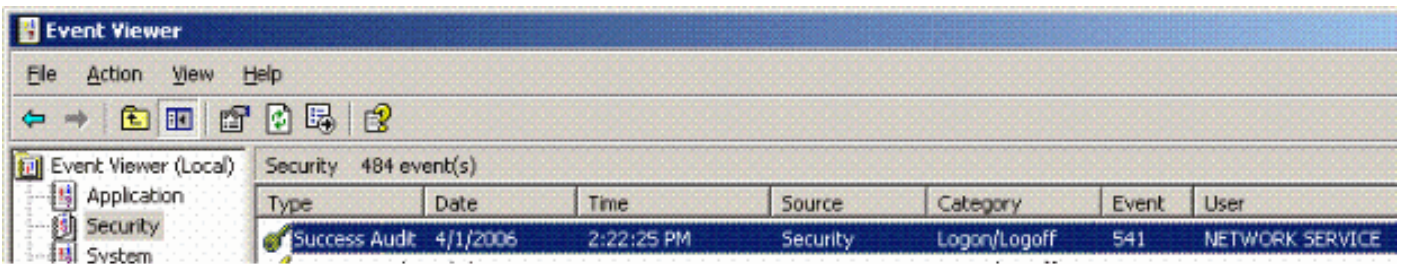 Event Viewer
File Action View Help
Event Viewer (Local)
Application
Security
System
Security 484 event(s)
Type Date Time Source Category Event User
Success Audit 4/1/2006 2:22:25 PM Security Logon/Logoff 541 NETWORK SERVICE